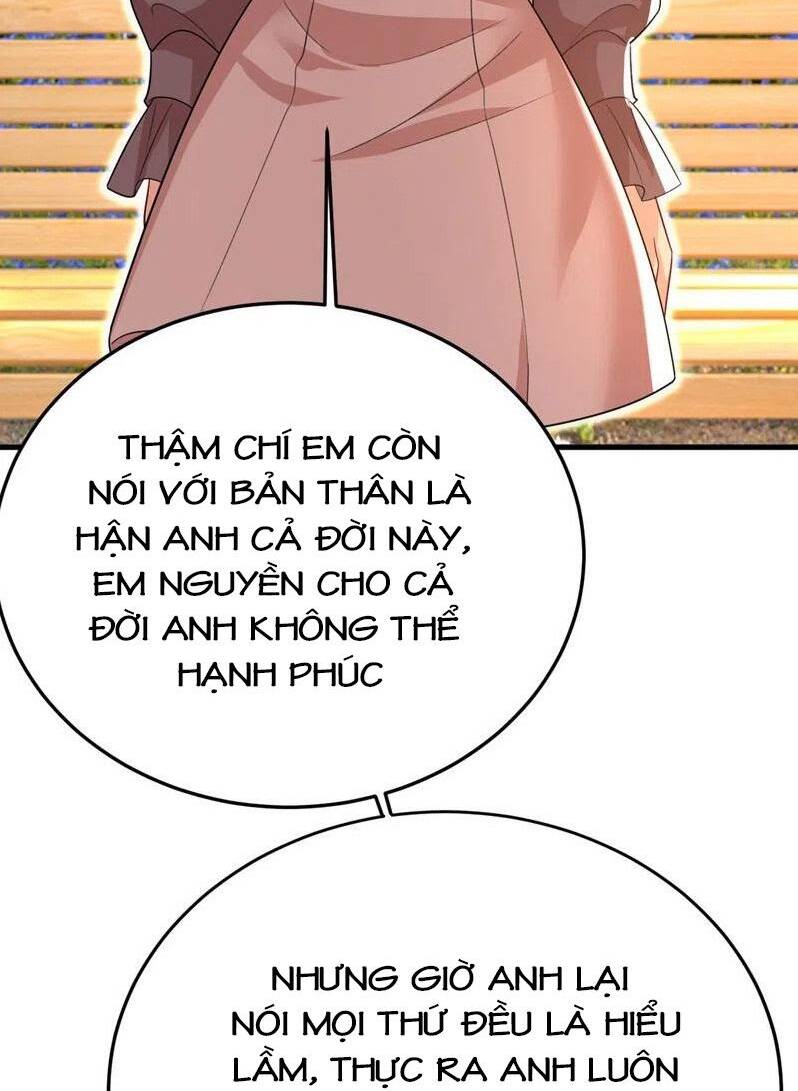 THẬM CHÍ EM CÒN
NÓI VỚI BẢN THÂN LÀ
HẬN ANH CẢ ĐỜI NÀY,
EM NGUYỀN CHO CẢ
ĐỜI ANH KHÔNG THỂ
HẠNH PHÚC
NHƯNG GIỜ ANH LẠI
NÓI MỌI THỨ ĐỀU LÀ HIỂU
LẦM, THỰC RA ANH LUÔN